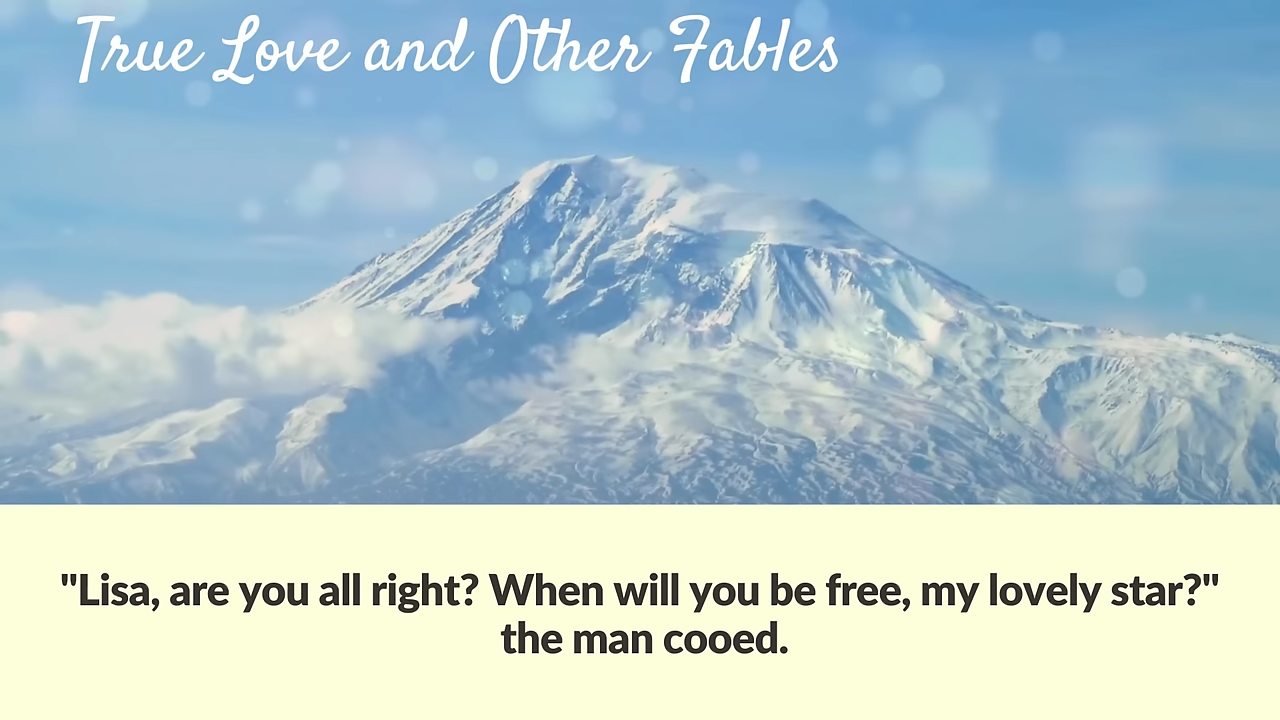 True Love and Other Fables
"Lisa, are you all right? When will you be free, my lovely star?"
the man cooed.